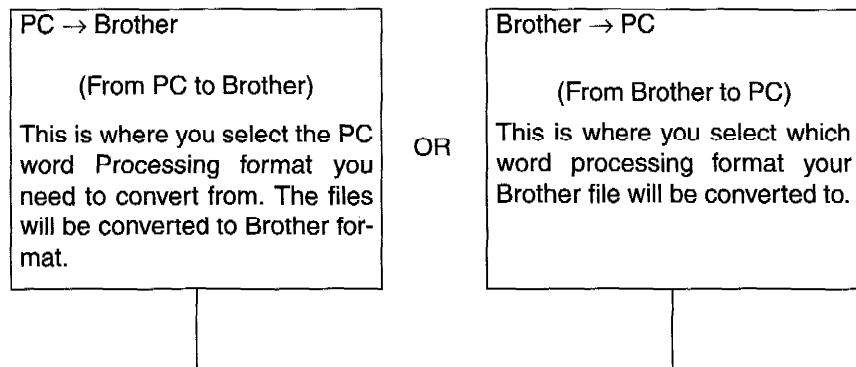 PC → Brother
(From PC to Brother)
This is where you select the PC
word Processing format you
need to convert from. The files
will be converted to Brother for-
mat.
OR
Brother → PC
(From Brother to PC)
This is where you select which
word processing format your
Brother file will be converted to.